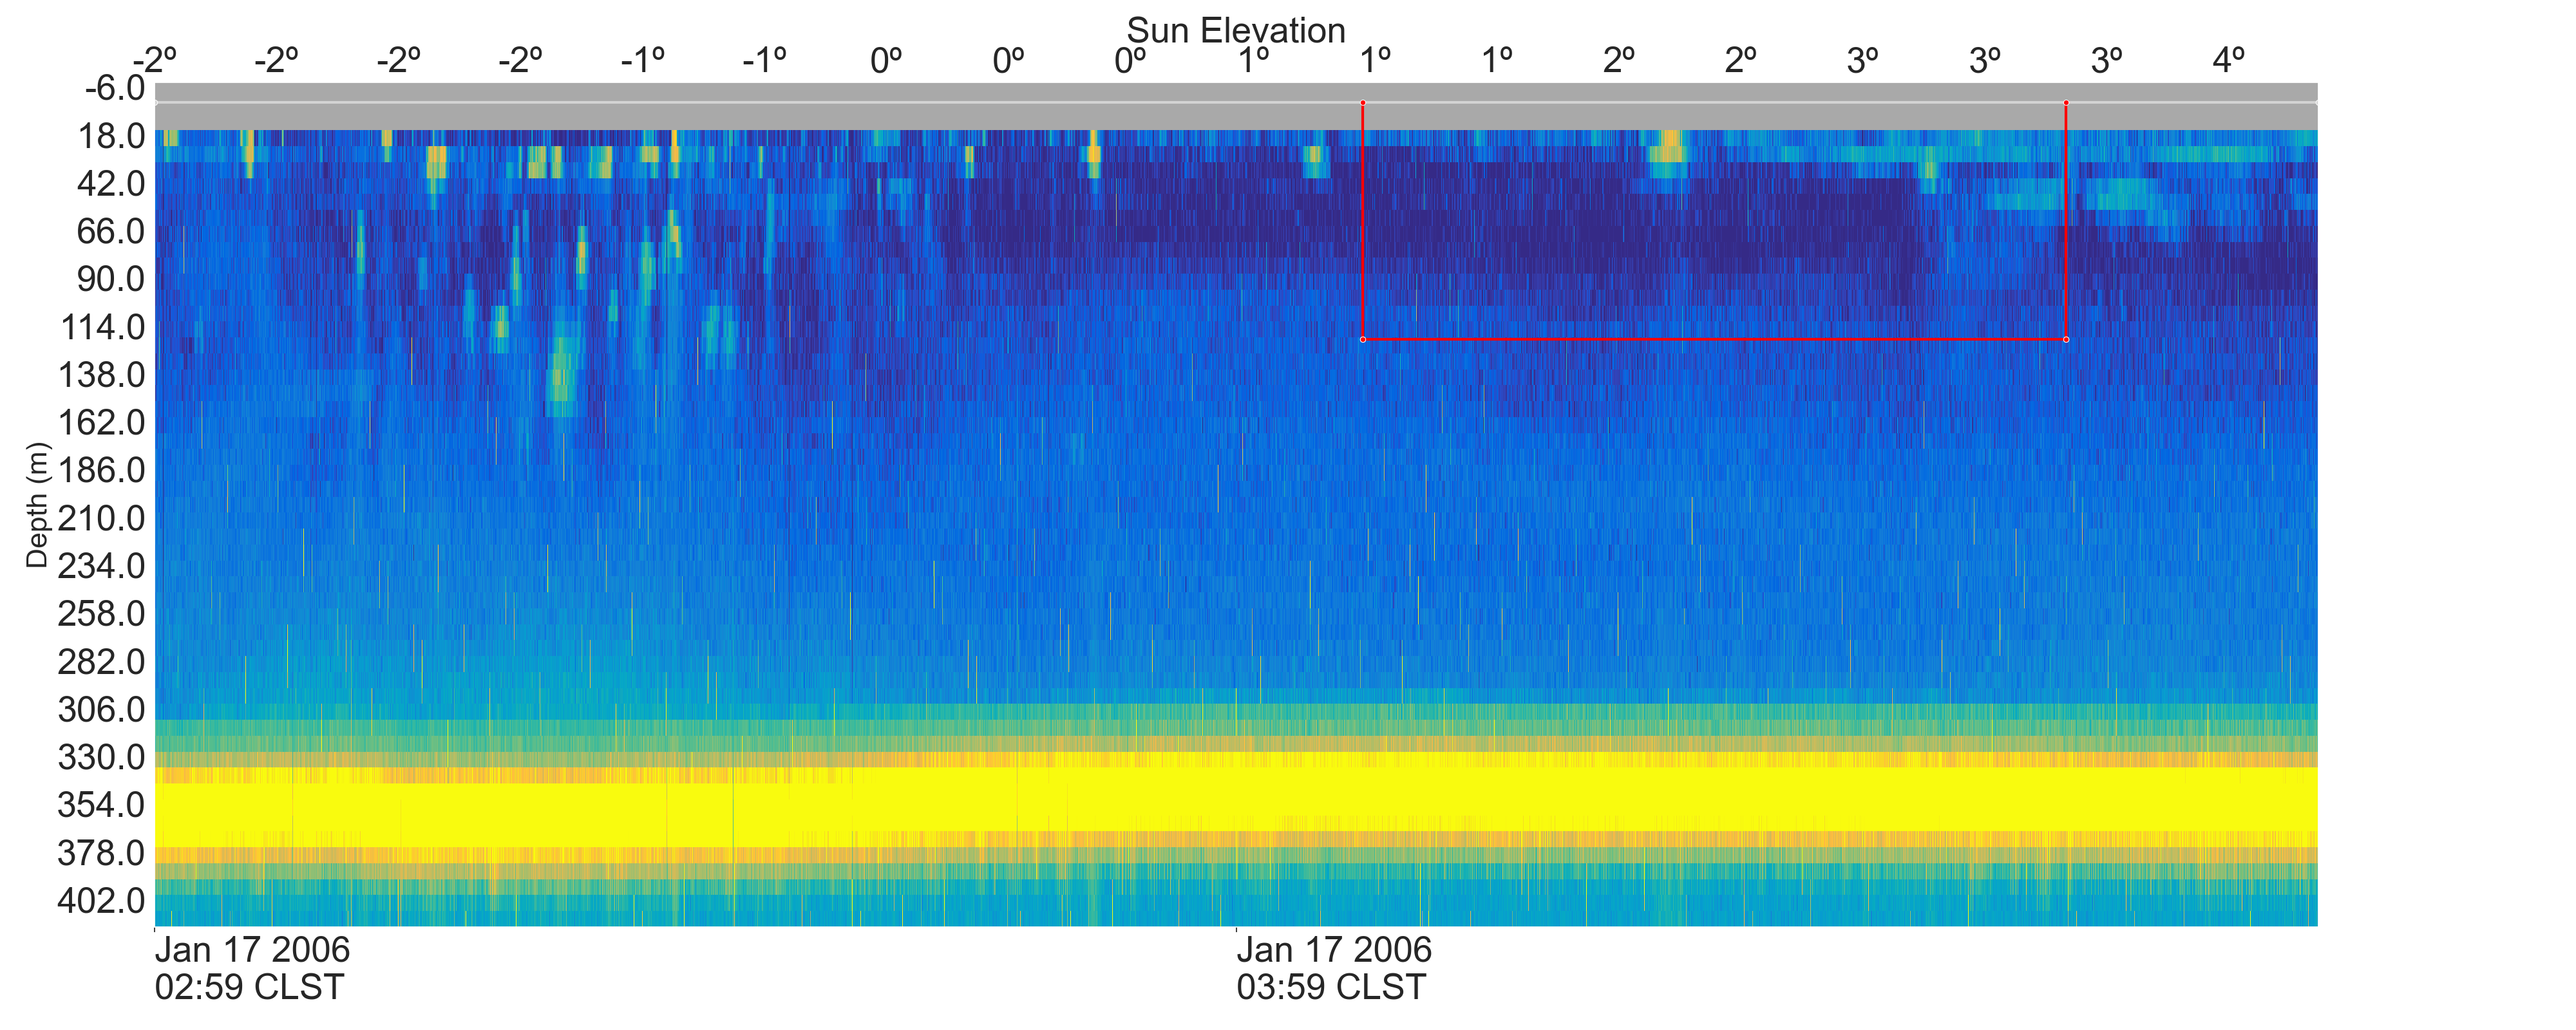 Sun Elevation
-2º -2º -2º -2º -1º -1º 0º 0º 0º 1º 1º 1º 2º 2º 3º 3º 3º 4º
-6.0
18.0
42.0
66.0
90.0
114.0
138.0
162.0
186.0
210.0
234.0
258.0
282.0
306.0
330.0
354.0
378.0
402.0
Depth (m)
Jan 17 2006
02:59 CLST
Jan 17 2006
03:59 CLST